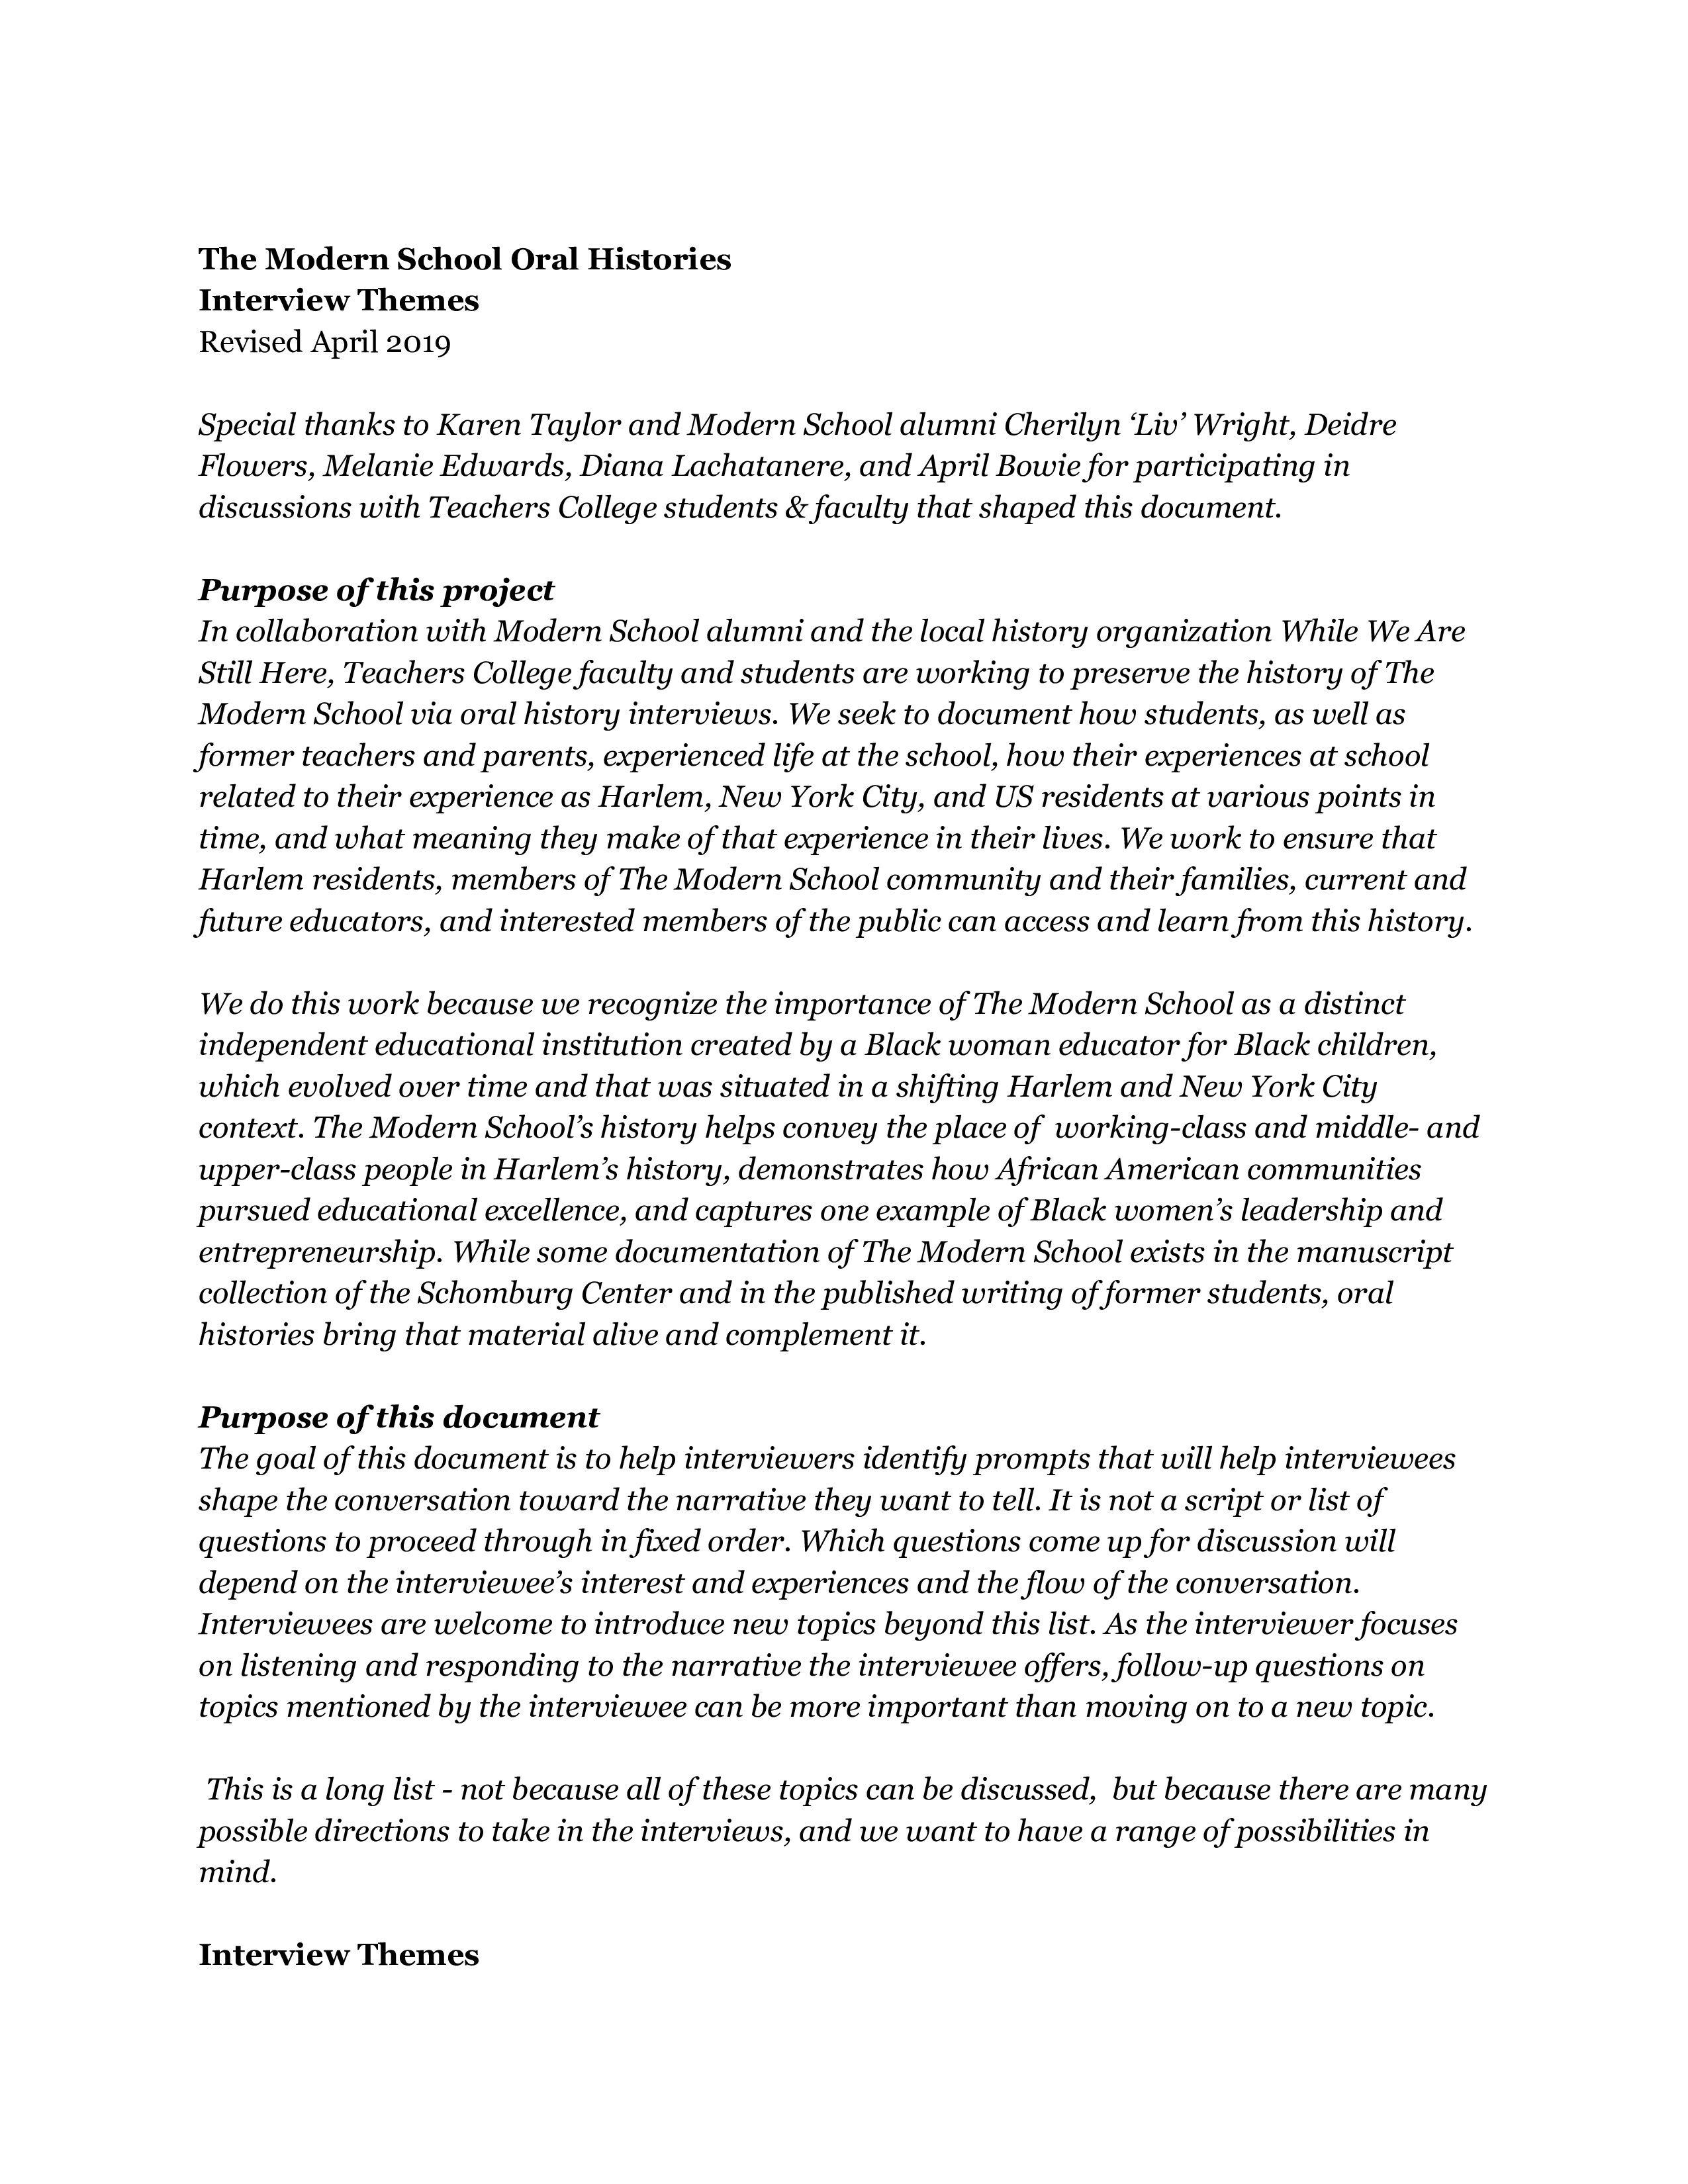 The Modern School Oral Histories
Interview Themes
Revised April 2019
Special thanks to Karen Taylor and Modern School alumni Cherilyn ‘Liv’ Wright, Deidre
Flowers, Melanie Edwards, Diana Lachatanere, and April Bowie for participating in
discussions with Teachers College students & faculty that shaped this document.
Purpose of this project
In collaboration with Modern School alumni and the local history organization While We Are
Still Here, Teachers College faculty and students are working to preserve the history of The
Modern School via oral history interviews. We seek to document how students, as well as
former teachers and parents, experienced life at the school, how their experiences at school
related to their experience as Harlem, New York City, and US residents at various points in
time, and what meaning they make of that experience in their lives. We work to ensure that
Harlem residents, members of The Modern School community and their families, current and
future educators, and interested members of the public can access and learn from this history.
We do this work because we recognize the importance of The Modern School as a distinct
independent educational institution created by a Black woman educator for Black children,
which evolved over time and that was situated in a shifting Harlem and New York City
context. The Modern School’s history helps convey the place of  working-class and middle- and
upper-class people in Harlem’s history, demonstrates how African American communities
pursued educational excellence, and captures one example of Black women’s leadership and
entrepreneurship. While some documentation of The Modern School exists in the manuscript
collection of the Schomburg Center and in the published writing of former students, oral
histories bring that material alive and complement it.
Purpose of this document
The goal of this document is to help interviewers identify prompts that will help interviewees
shape the conversation toward the narrative they want to tell. It is not a script or list of
questions to proceed through in fixed order. Which questions come up for discussion will
depend on the interviewee’s interest and experiences and the flow of the conversation.
Interviewees are welcome to introduce new topics beyond this list. As the interviewer focuses
on listening and responding to the narrative the interviewee offers, follow-up questions on
topics mentioned by the interviewee can be more important than moving on to a new topic.
This is a long list - not because all of these topics can be discussed,  but because there are many
possible directions to take in the interviews, and we want to have a range of possibilities in
mind.
Interview Themes